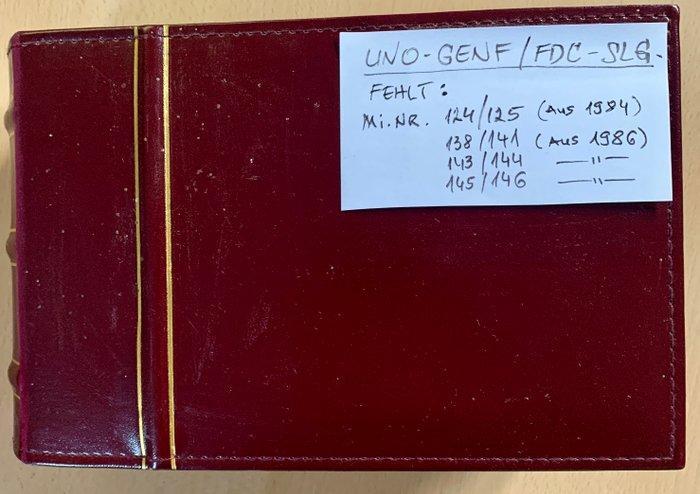 UNO-GENF/FDC-SLG.
FEHLT:
Mi.NR. 124/125 (Aus 1984)
138/141 (Aus 1986)
143/144 —"—
145/146 —"—